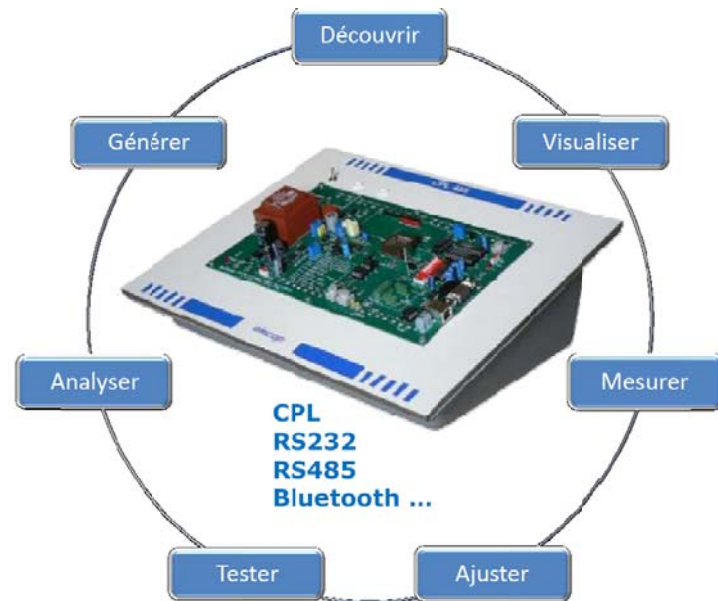 Découvrir
Générer
Visualiser
Analyser
Mesurer
CPL
RS232
RS485
Bluetooth ...
Tester
Ajuster